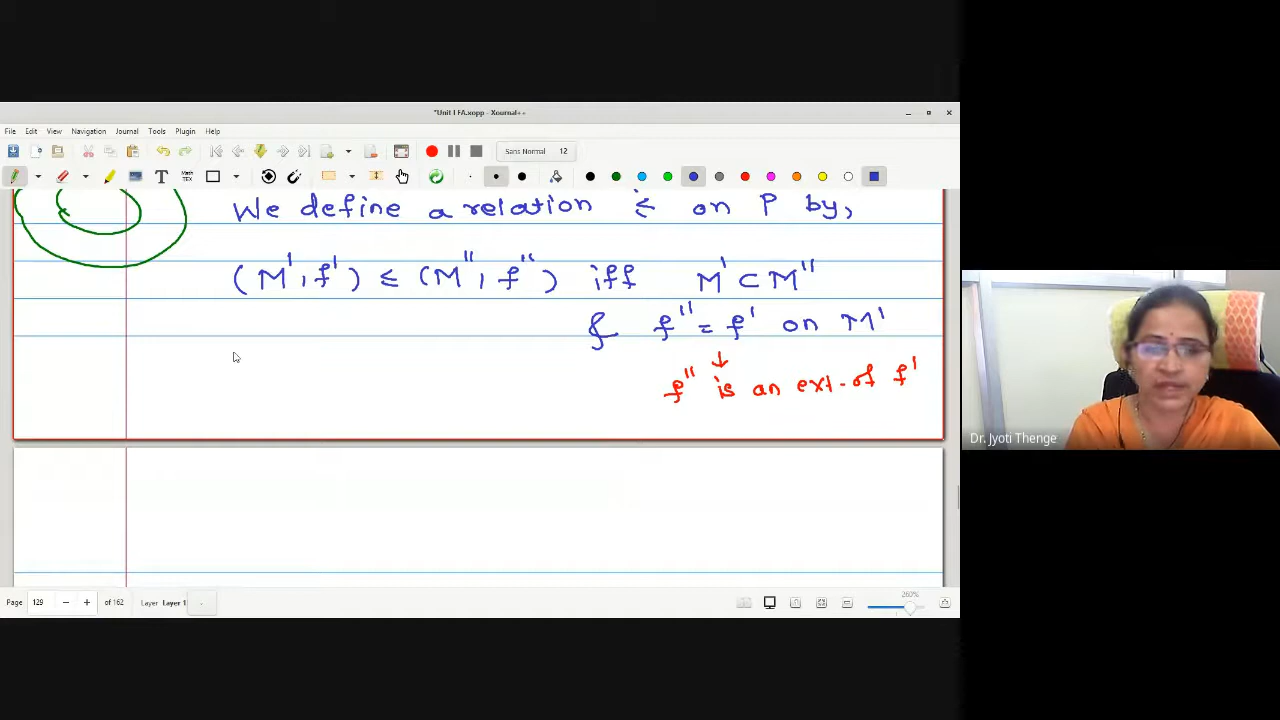 *Unit I FA.xopp - Xournal++
File Edit View Navigation Journal Tools Plugin Help
Sans Normal 12
We define a relation ≤ on P by,
(M', f') ≤ (M'', f'') iff M' ⊂ M''
& f'' = f' on M'
↓
f'' is an ext. of f'
Dr. Jyoti Thenge
Page 129 of 162 Layer Layer 1
260%